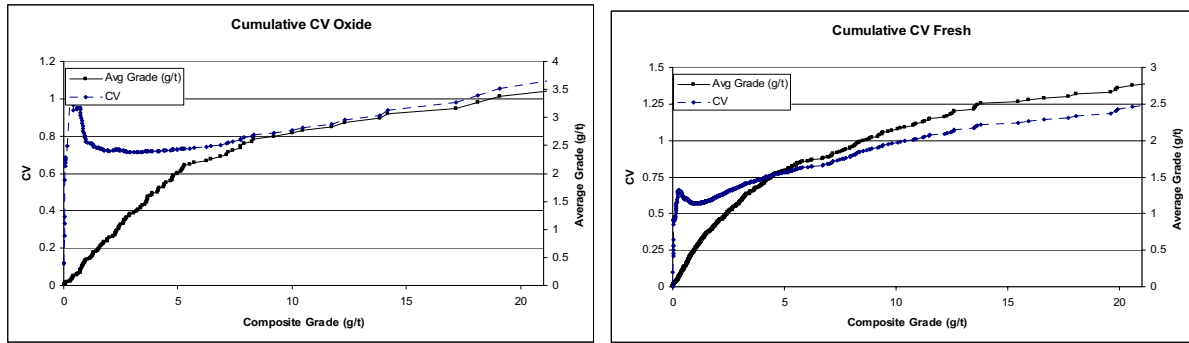 Cumulative CV Oxide
Avg Grade (g/t)
CV
CV
1.2
1
0.8
0.6
0.4
0.2
0
4
3.5
3
2.5
2
1.5
1
0.5
0
Average Grade (g/t)
0 5 10 15 20
Composite Grade (g/t)
Cumulative CV Fresh
Avg Grade (g/t)
CV
CV
1.5
1.25
1
0.75
0.5
0.25
0
3
2.5
2
1.5
1
0.5
0
Average Grade (g/t)
0 5 10 15 20
Composite Grade (g/t)